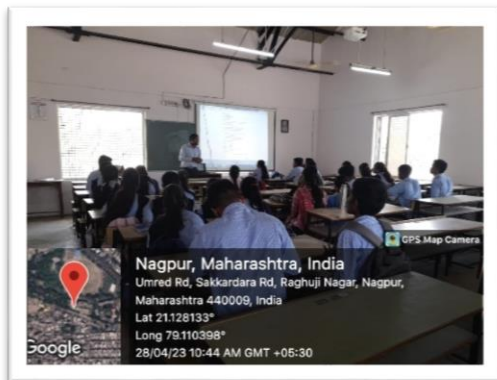 GPS Map Camera
Nagpur, Maharashtra, India
Umred Rd, Sakkardara Rd, Raghuji Nagar, Nagpur,
Maharashtra 440009, India
Lat 21.128133°
Long 79.110398°
28/04/23 10:44 AM GMT +05:30
Google